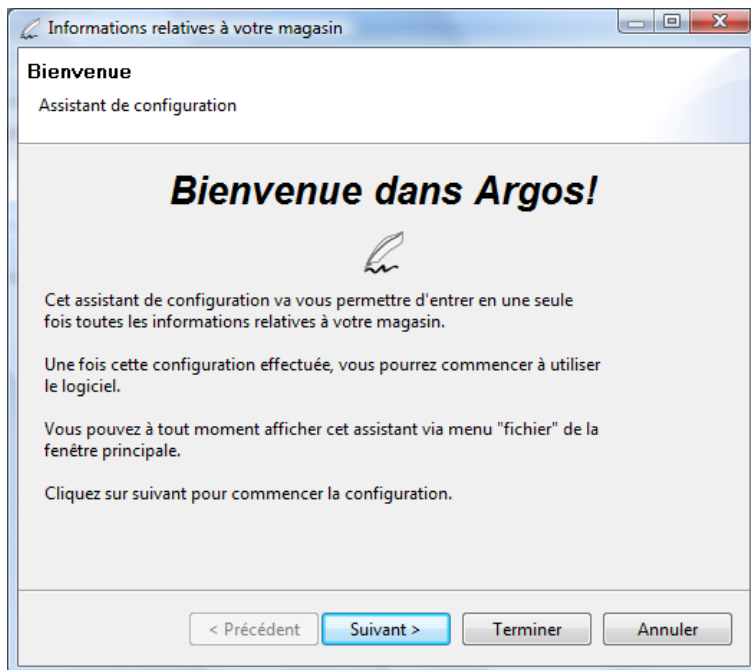 Informations relatives à votre magasin
Bienvenue
Assistant de configuration
Bienvenue dans Argos!
Cet assistant de configuration va vous permettre d'entrer en une seule
fois toutes les informations relatives à votre magasin.
Une fois cette configuration effectuée, vous pourrez commencer à utiliser
le logiciel.
Vous pouvez à tout moment afficher cet assistant via menu "fichier" de la
fenêtre principale.
Cliquez sur suivant pour commencer la configuration.
< Précédent
Suivant >
Terminer
Annuler